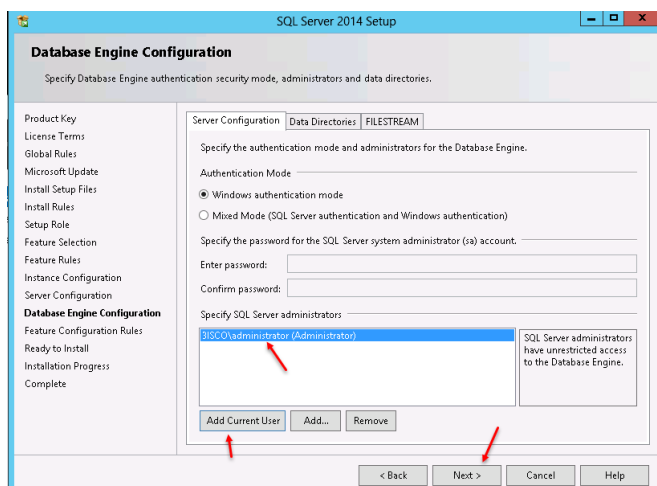 SQL Server 2014 Setup
Database Engine Configuration
Specify Database Engine authentication security mode, administrators and data directories.
Product Key
License Terms
Global Rules
Microsoft Update
Install Setup Files
Install Rules
Setup Role
Feature Selection
Feature Rules
Instance Configuration
Server Configuration
Database Engine Configuration
Feature Configuration Rules
Ready to Install
Installation Progress
Complete
Server Configuration Data Directories FILESTREAM
Specify the authentication mode and administrators for the Database Engine.
Authentication Mode
Windows authentication mode
Mixed Mode (SQL Server authentication and Windows authentication)
Specify the password for the SQL Server system administrator (sa) account.
Enter password:
Confirm password:
Specify SQL Server administrators
3ISCO\administrator (Administrator)
SQL Server administrators
have unrestricted access
to the Database Engine.
Add Current User Add... Remove
< Back Next > Cancel Help